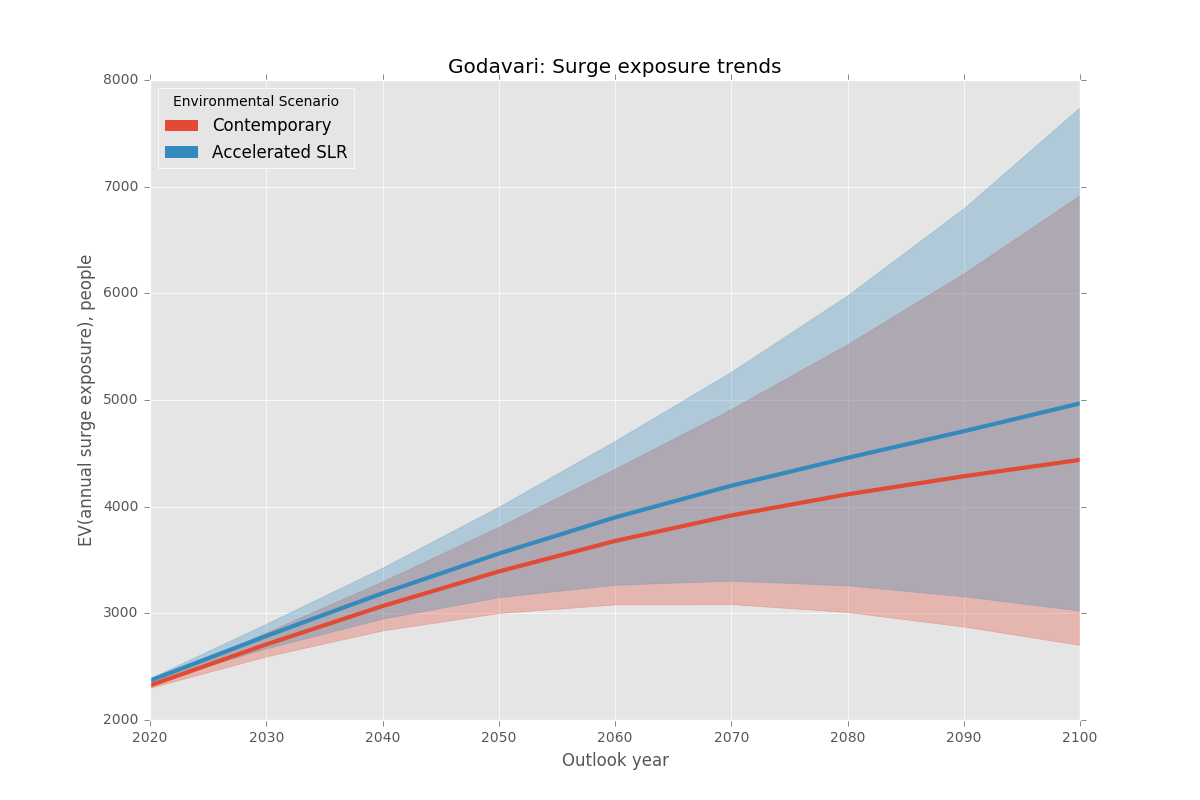 Godavari: Surge exposure trends
8000
7000
6000
5000
4000
3000
2000
EV(annual surge exposure), people
Environmental Scenario
Contemporary
Accelerated SLR
2020 2030 2040 2050 2060 2070 2080 2090 2100
Outlook year